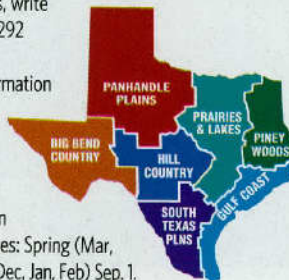 s, write
292
rmation
PANHANDLE
PLAINS
PRAIRIES
& LAKES
PINEY
WOODS
BIG BEND
COUNTRY
HILL
COUNTRY
GULF COAST
SOUTH
TEXAS
PLNS
n
es: Spring (Mar,
Dec, Jan, Feb) Sep. 1.